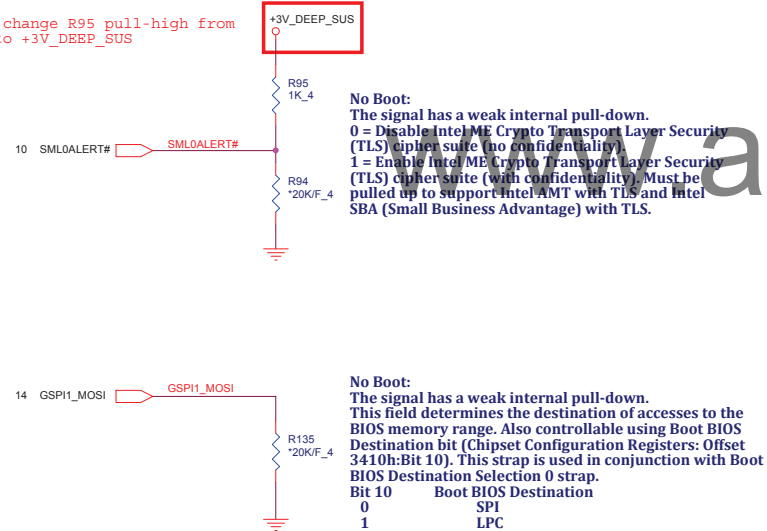 change R95 pull-high from
to +3V_DEEP_SUS
+3V_DEEP_SUS
R95
1K_4
10 SML0ALERT#
SML0ALERT#
R94
*20K/F_4
No Boot:
The signal has a weak internal pull-down.
0 = Disable Intel ME Crypto Transport Layer Security
(TLS) cipher suite (no confidentiality).
1 = Enable Intel ME Crypto Transport Layer Security
(TLS) cipher suite (with confidentiality). Must be
pulled up to support Intel AMT with TLS and Intel
SBA (Small Business Advantage) with TLS.
www.a
14 GSPI1_MOSI
GSPI1_MOSI
R135
*20K/F_4
No Boot:
The signal has a weak internal pull-down.
This field determines the destination of accesses to the
BIOS memory range. Also controllable using Boot BIOS
Destination bit (Chipset Configuration Registers: Offset
3410h:Bit 10). This strap is used in conjunction with Boot
BIOS Destination Selection 0 strap.
Bit 10 Boot BIOS Destination
0 SPI
1 LPC